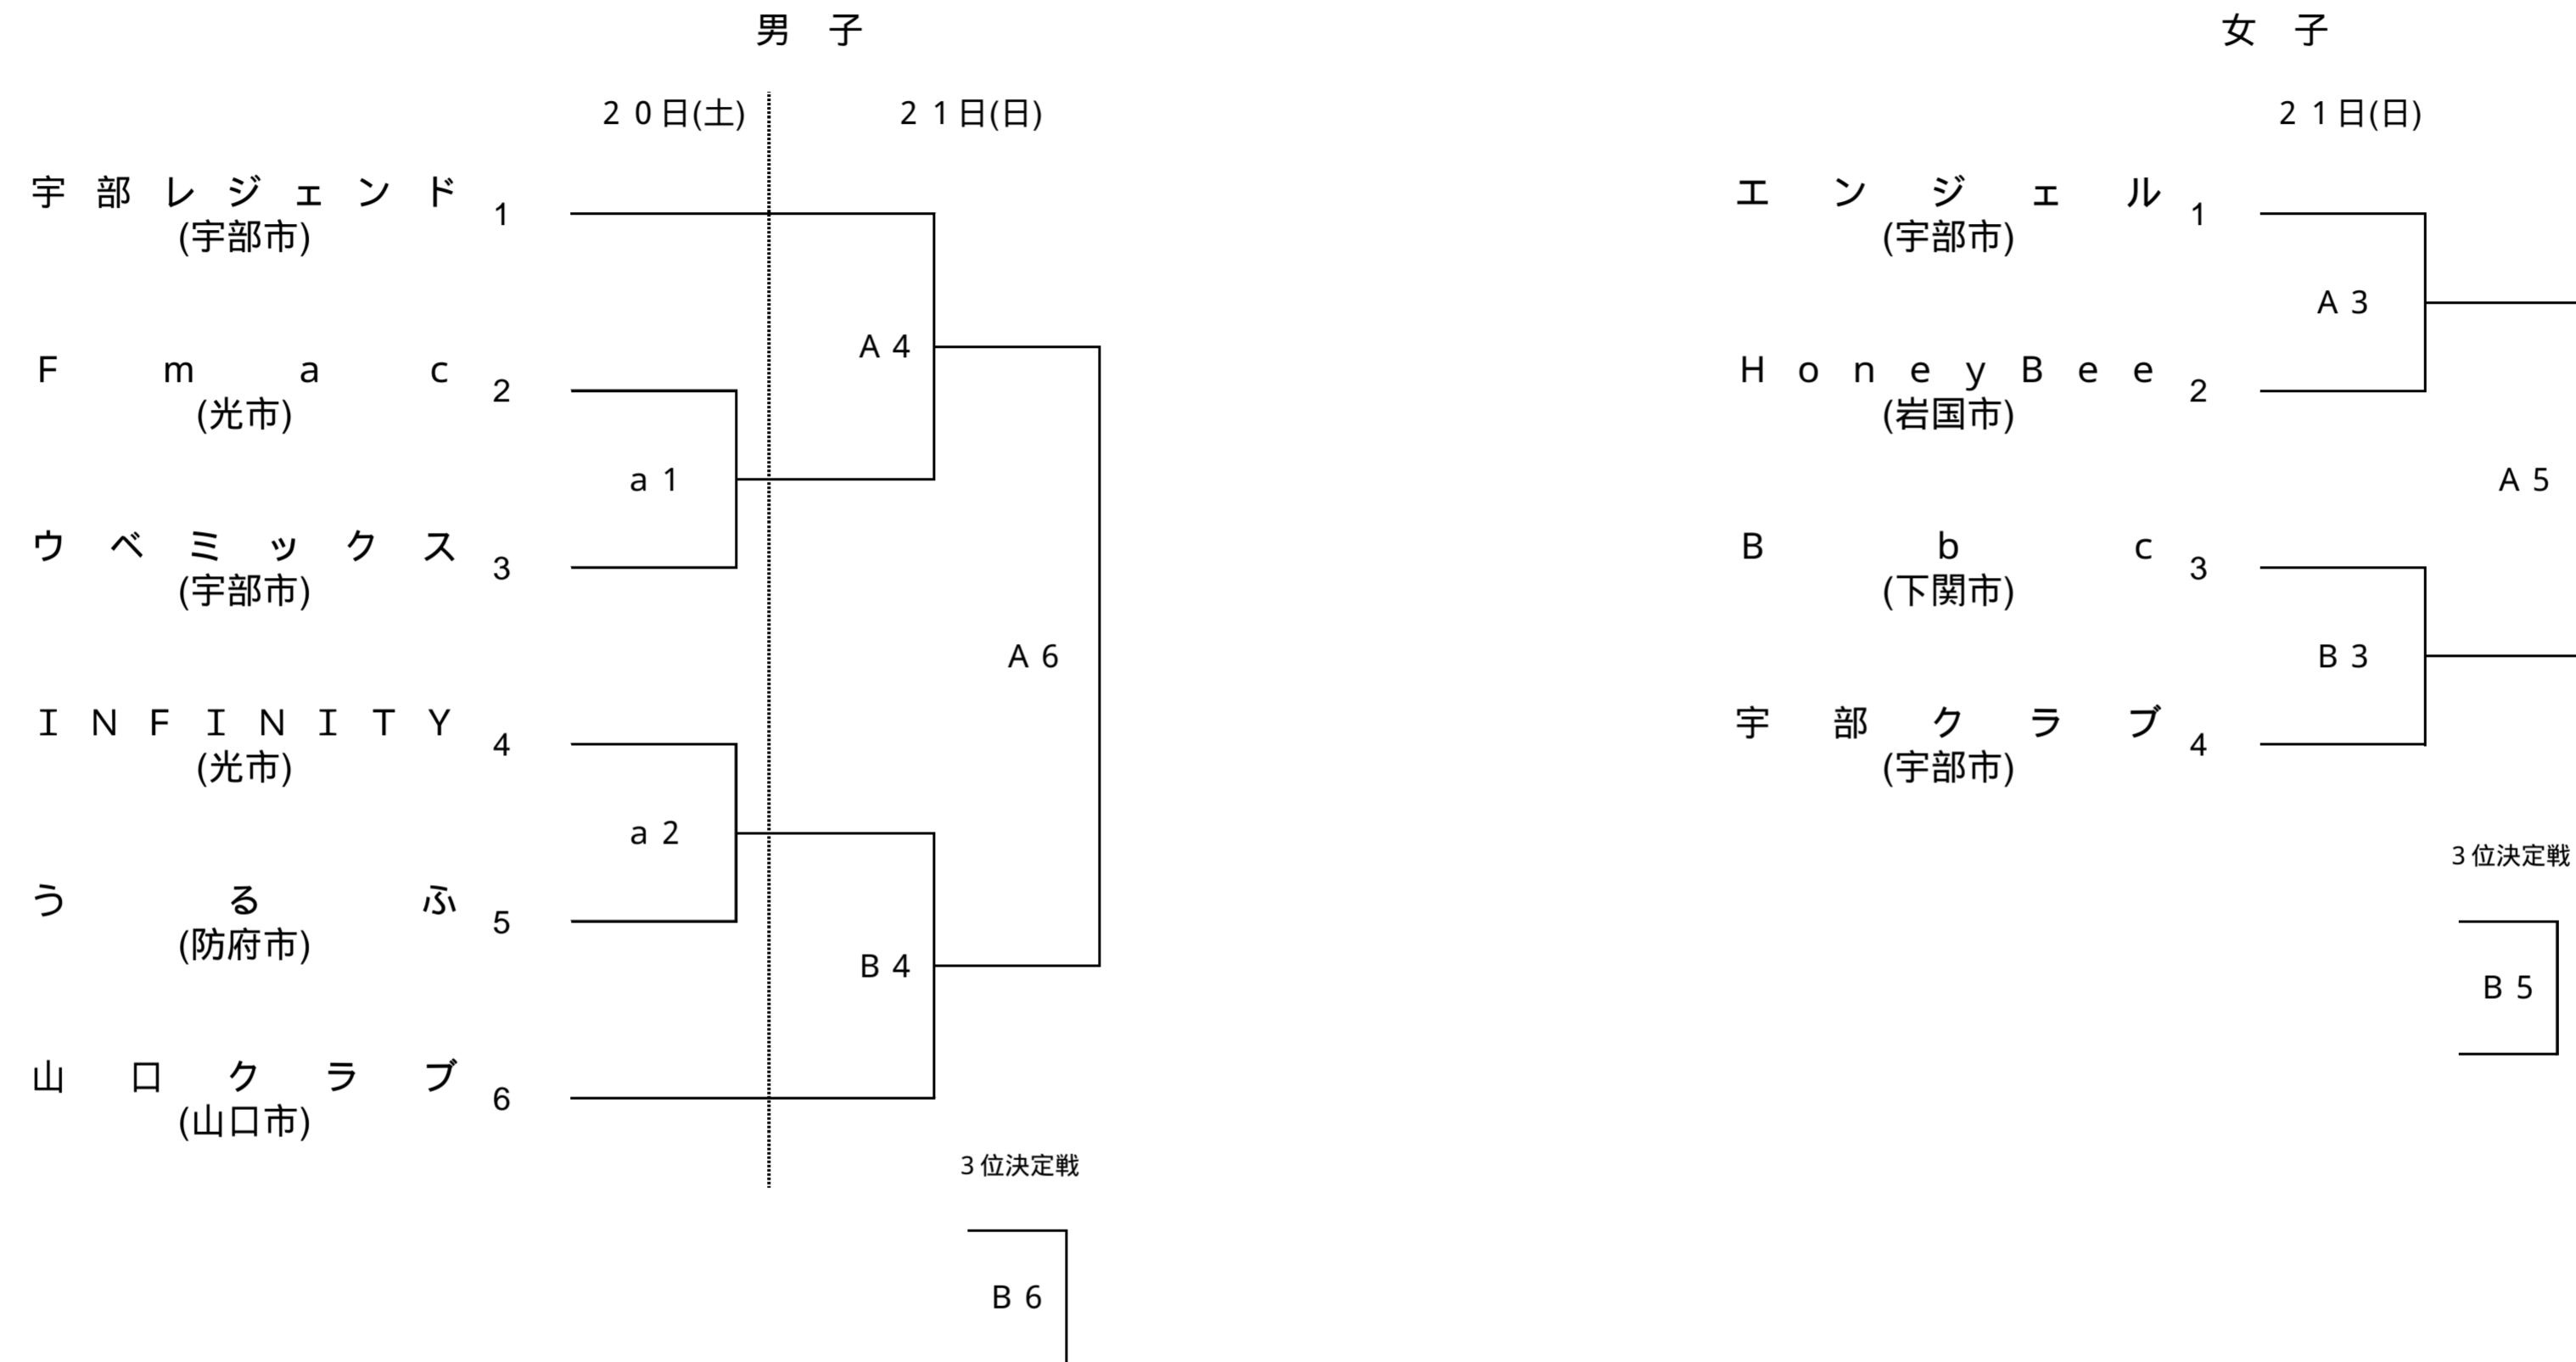 男　子
２０日(土)
２１日(日)
宇部レジェンド 1
(宇部市)
A 4
Ｆｍａｃ 2
(光市)
a 1
ウベミックス 3
(宇部市)
A 6
ＩＮＦＩＮＩＴＹ 4
(光市)
a 2
うるふ 5
(防府市)
B 4
山口クラブ 6
(山口市)
３位決定戦
B 6
女　子
２１日(日)
エンジェル 1
(宇部市)
A 3
ＨｏｎｅｙＢｅｅ 2
(岩国市)
A 5
Ｂｂｃ 3
(下関市)
B 3
宇部クラブ 4
(宇部市)
３位決定戦
B 5